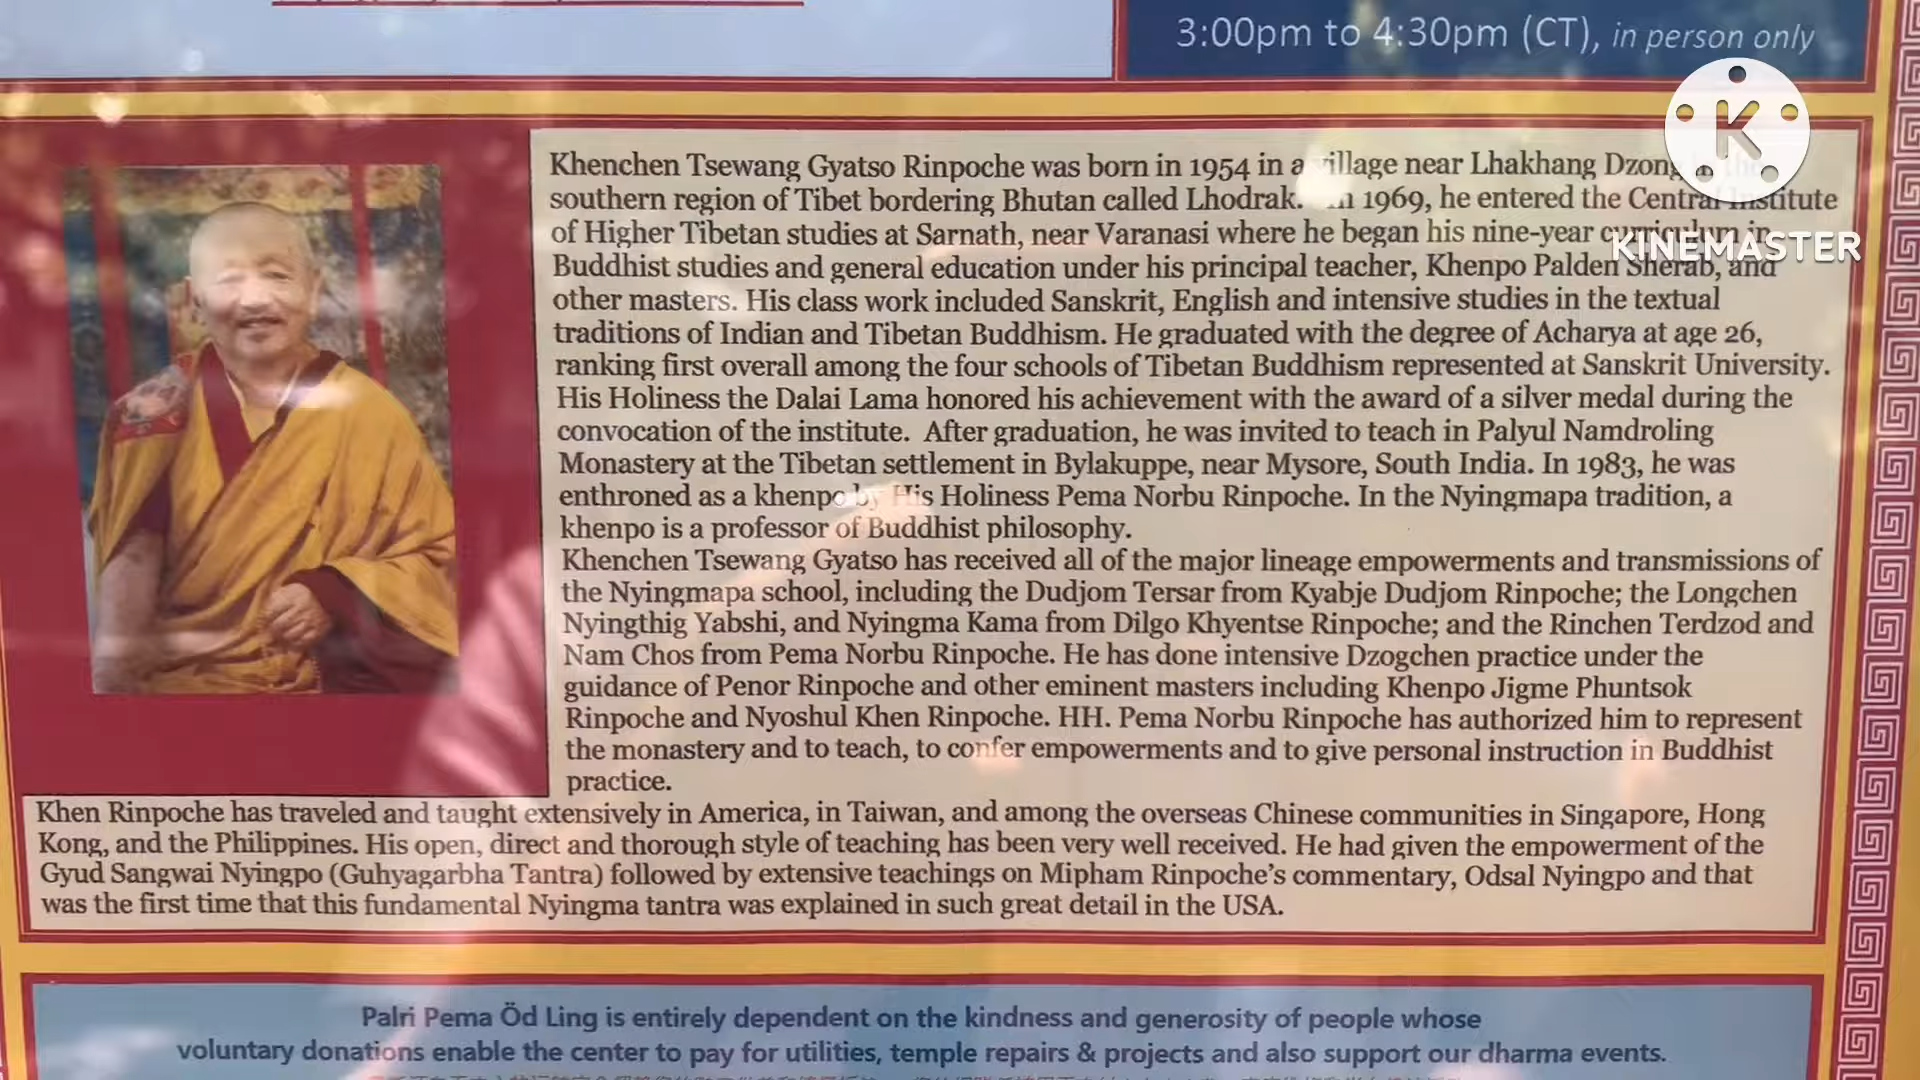 3:00pm to 4:30pm (CT), in person only
Khenchen Tsewang Gyatso Rinpoche was born in 1954 in a village near Lhakhang Dzong in the
southern region of Tibet bordering Bhutan called Lhodrak. In 1969, he entered the Central Institute
of Higher Tibetan studies at Sarnath, near Varanasi where he began his nine-year curriculum in
Buddhist studies and general education under his principal teacher, Khenpo Palden Sherab, and
other masters. His class work included Sanskrit, English and intensive studies in the textual
traditions of Indian and Tibetan Buddhism. He graduated with the degree of Acharya at age 26,
ranking first overall among the four schools of Tibetan Buddhism represented at Sanskrit University.
His Holiness the Dalai Lama honored his achievement with the award of a silver medal during the
convocation of the institute. After graduation, he was invited to teach in Palyul Namdroling
Monastery at the Tibetan settlement in Bylakuppe, near Mysore, South India. In 1983, he was
enthroned as a khenpo by His Holiness Pema Norbu Rinpoche. In the Nyingmapa tradition, a
khenpo is a professor of Buddhist philosophy.
Khenchen Tsewang Gyatso has received all of the major lineage empowerments and transmissions of
the Nyingmapa school, including the Dudjom Tersar from Kyabje Dudjom Rinpoche; the Longchen
Nyingthig Yabshi, and Nyingma Kama from Dilgo Khyentse Rinpoche; and the Rinchen Terdzod and
Nam Chos from Pema Norbu Rinpoche. He has done intensive Dzogchen practice under the
guidance of Penor Rinpoche and other eminent masters including Khenpo Jigme Phuntsok
Rinpoche and Nyoshul Khen Rinpoche. HH. Pema Norbu Rinpoche has authorized him to represent
the monastery and to teach, to confer empowerments and to give personal instruction in Buddhist
practice.
Khen Rinpoche has traveled and taught extensively in America, in Taiwan, and among the overseas Chinese communities in Singapore, Hong
Kong, and the Philippines. His open, direct and thorough style of teaching has been very well received. He had given the empowerment of the
Gyud Sangwai Nyingpo (Guhyagarbha Tantra) followed by extensive teachings on Mipham Rinpoche's commentary, Odsal Nyingpo and that
was the first time that this fundamental Nyingma tantra was explained in such great detail in the USA.
Palri Pema Öd Ling is entirely dependent on the kindness and generosity of people whose
voluntary donations enable the center to pay for utilities, temple repairs & projects and also support our dharma events.
K
KINEMASTER